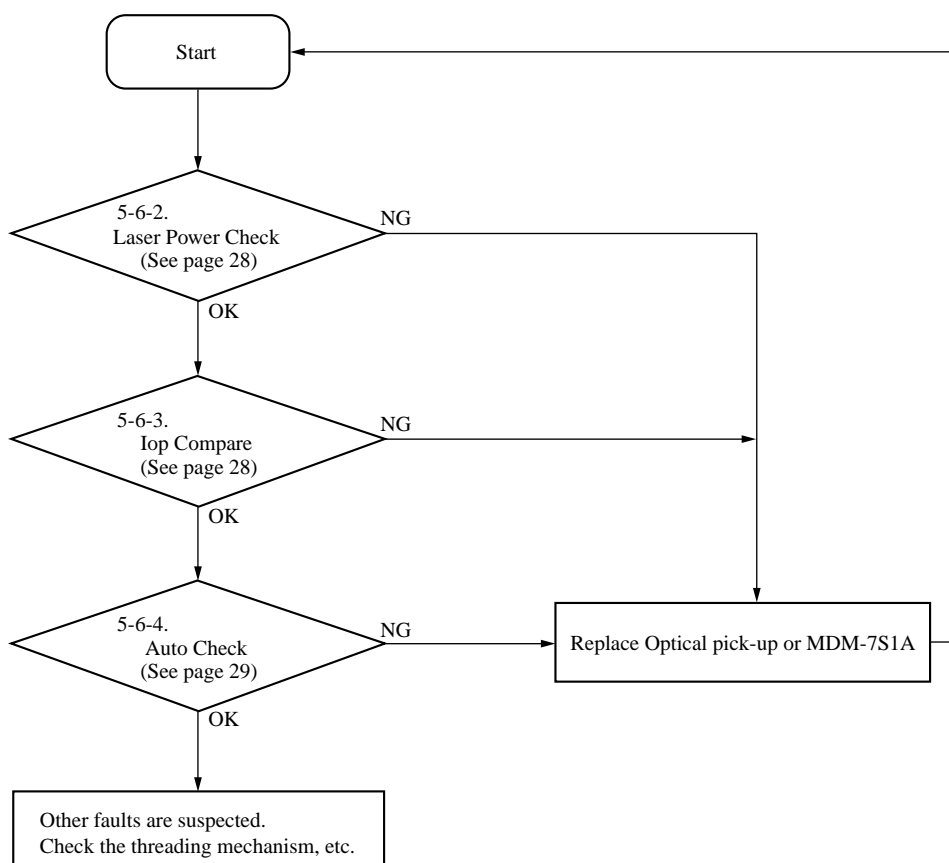 Start
5-6-2.
Laser Power Check
(See page 28)
NG
OK
5-6-3.
Iop Compare
(See page 28)
NG
OK
5-6-4.
Auto Check
(See page 29)
NG
OK
Replace Optical pick-up or MDM-7S1A
Other faults are suspected.
Check the threading mechanism, etc.